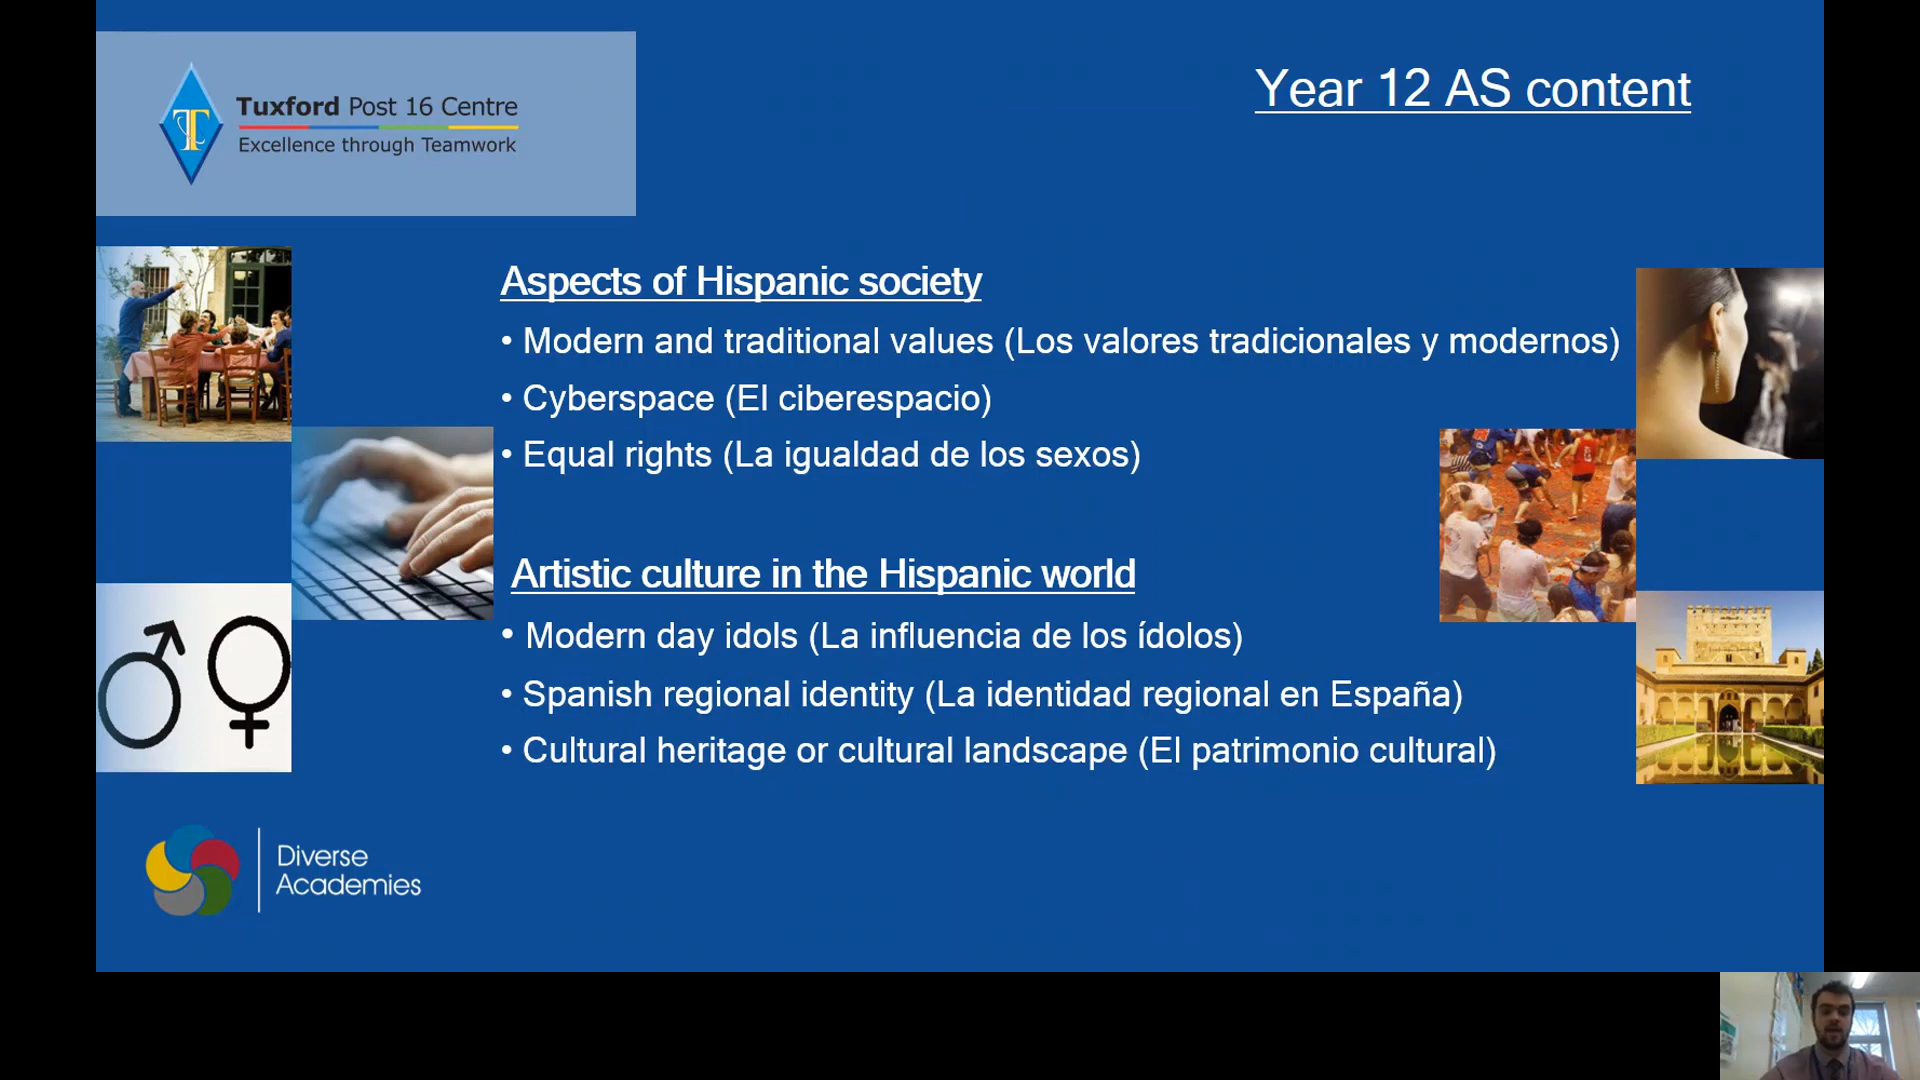 Tuxford Post 16 Centre
Excellence through Teamwork
Year 12 AS content
Aspects of Hispanic society
• Modern and traditional values (Los valores tradicionales y modernos)
• Cyberspace (El ciberespacio)
• Equal rights (La igualdad de los sexos)
Artistic culture in the Hispanic world
• Modern day idols (La influencia de los ídolos)
• Spanish regional identity (La identidad regional en España)
• Cultural heritage or cultural landscape (El patrimonio cultural)
Diverse
Academies